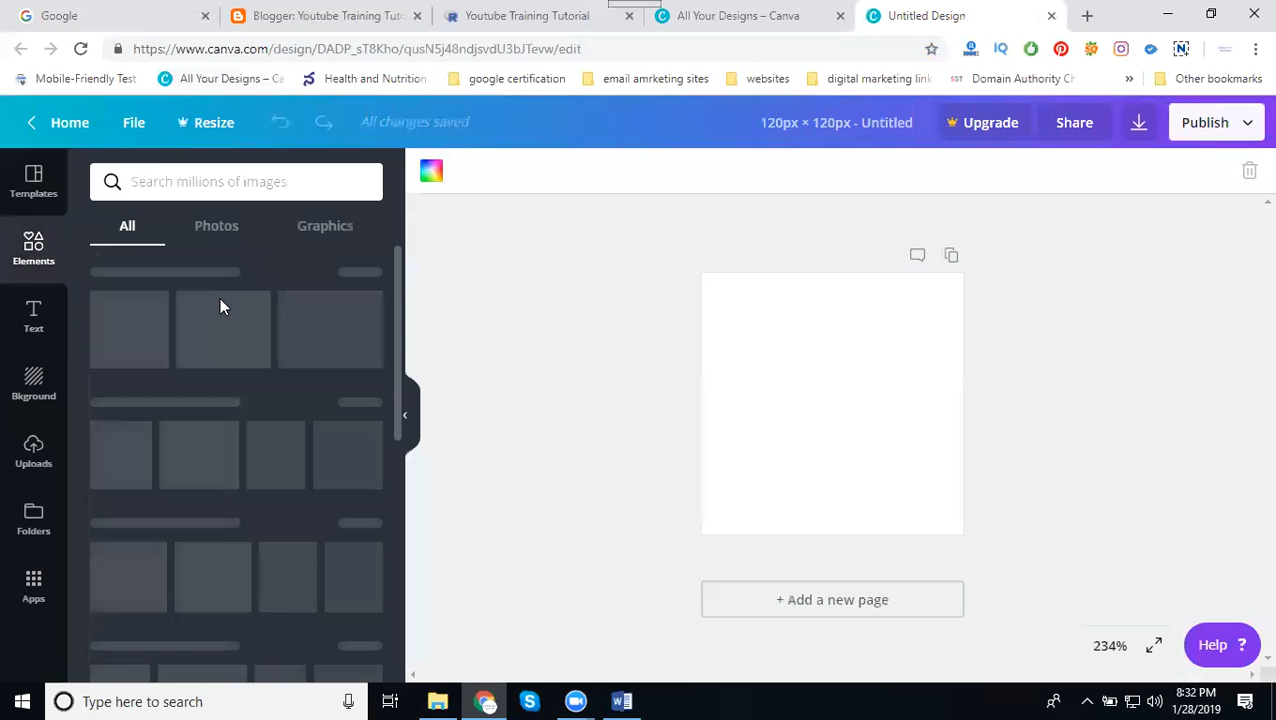 Google
Blogger: Youtube Training Tut
Youtube Training Tutorial
All Your Designs – Canva
Untitled Design
https://www.canva.com/design/DADP_sT8Kho/qusN5j48ndjsvdU3bJTevw/edit
Mobile-Friendly Test
All Your Designs – Ca
Health and Nutrition
google certification
email amrketing sites
websites
digital marketing link
SST Domain Authority Ch
Other bookmarks
Home
File
Resize
All changes saved
120px × 120px - Untitled
Upgrade
Share
Publish
Templates
Search millions of images
All
Photos
Graphics
Elements
Text
Bkground
Uploads
Folders
Apps
+ Add a new page
234%
Help ?
Type here to search
8:32 PM
1/28/2019